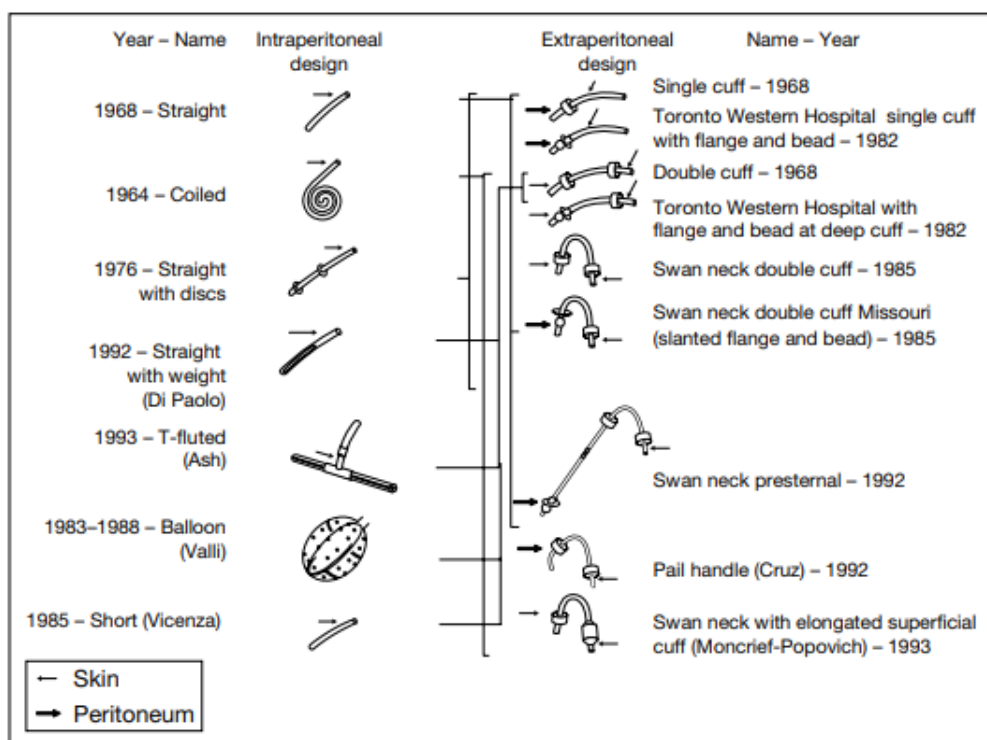 Year – Name
Intraperitoneal
design
Extraperitoneal
design
Name – Year
1968 – Straight
1964 – Coiled
1976 – Straight
with discs
1992 – Straight
with weight
(Di Paolo)
1993 – T-fluted
(Ash)
1983–1988 – Balloon
(Valli)
1985 – Short (Vicenza)
Single cuff – 1968
Toronto Western Hospital single cuff
with flange and bead – 1982
Double cuff – 1968
Toronto Western Hospital with
flange and bead at deep cuff – 1982
Swan neck double cuff – 1985
Swan neck double cuff Missouri
(slanted flange and bead) – 1985
Swan neck presternal – 1992
Pail handle (Cruz) – 1992
Swan neck with elongated superficial
cuff (Moncrief-Popovich) – 1993
Skin
Peritoneum